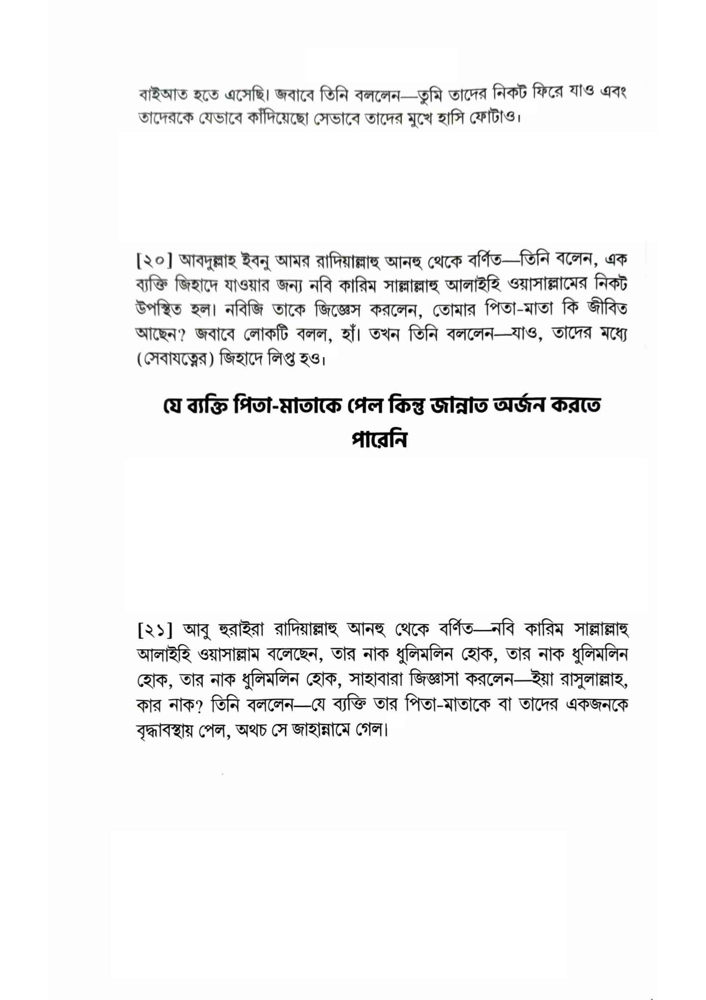 বাইআত হতে এসেছি। জবাবে তিনি বললেন—তুমি তাদের নিকট ফিরে যাও এবং
তাদেরকে যেভাবে কাঁদিয়েছো সেভাবে তাদের মুখে হাসি ফোটাও।
[২০] আবদুল্লাহ ইবনু আমর রাদিয়াল্লাহু আনহু থেকে বর্ণিত—তিনি বলেন, এক
ব্যক্তি জিহাদে যাওয়ার জন্য নবি কারিম সাল্লাল্লাহু আলাইহি ওয়াসাল্লামের নিকট
উপস্থিত হল। নবিজি তাকে জিজ্ঞেস করলেন, তোমার পিতা-মাতা কি জীবিত
আছেন? জবাবে লোকটি বলল, হাঁ। তখন তিনি বললেন—যাও, তাদের মধ্যে
(সেবাযত্নের) জিহাদে লিপ্ত হও।
যে ব্যক্তি পিতা-মাতাকে পেল কিন্তু জান্নাত অর্জন করতে
পারেনি
[২১] আবু হুরাইরা রাদিয়াল্লাহু আনহু থেকে বর্ণিত—নবি কারিম সাল্লাল্লাহু
আলাইহি ওয়াসাল্লাম বলেছেন, তার নাক ধুলিমলিন হোক, তার নাক ধুলিমলিন
হোক, তার নাক ধুলিমলিন হোক, সাহাবারা জিজ্ঞাসা করলেন—ইয়া রাসুলাল্লাহ,
কার নাক? তিনি বললেন—যে ব্যক্তি তার পিতা-মাতাকে বা তাদের একজনকে
বৃদ্ধাবস্থায় পেল, অথচ সে জাহান্নামে গেল।